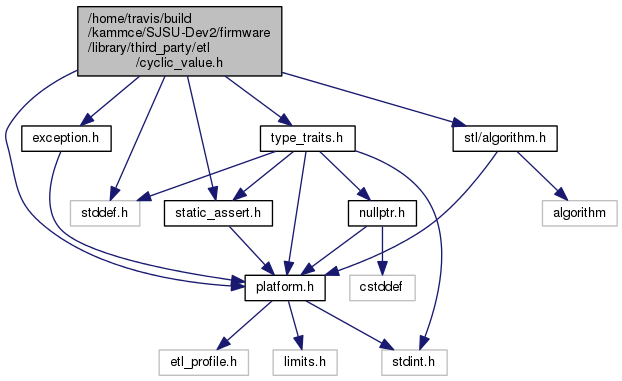 /home/travis/build
/kammce/SJSU-Dev2/firmware
/library/third_party/etl
/cyclic_value.h
exception.h
type_traits.h
stl/algorithm.h
stddef.h
static_assert.h
nullptr.h
algorithm
platform.h
cstddef
etl_profile.h
limits.h
stdint.h